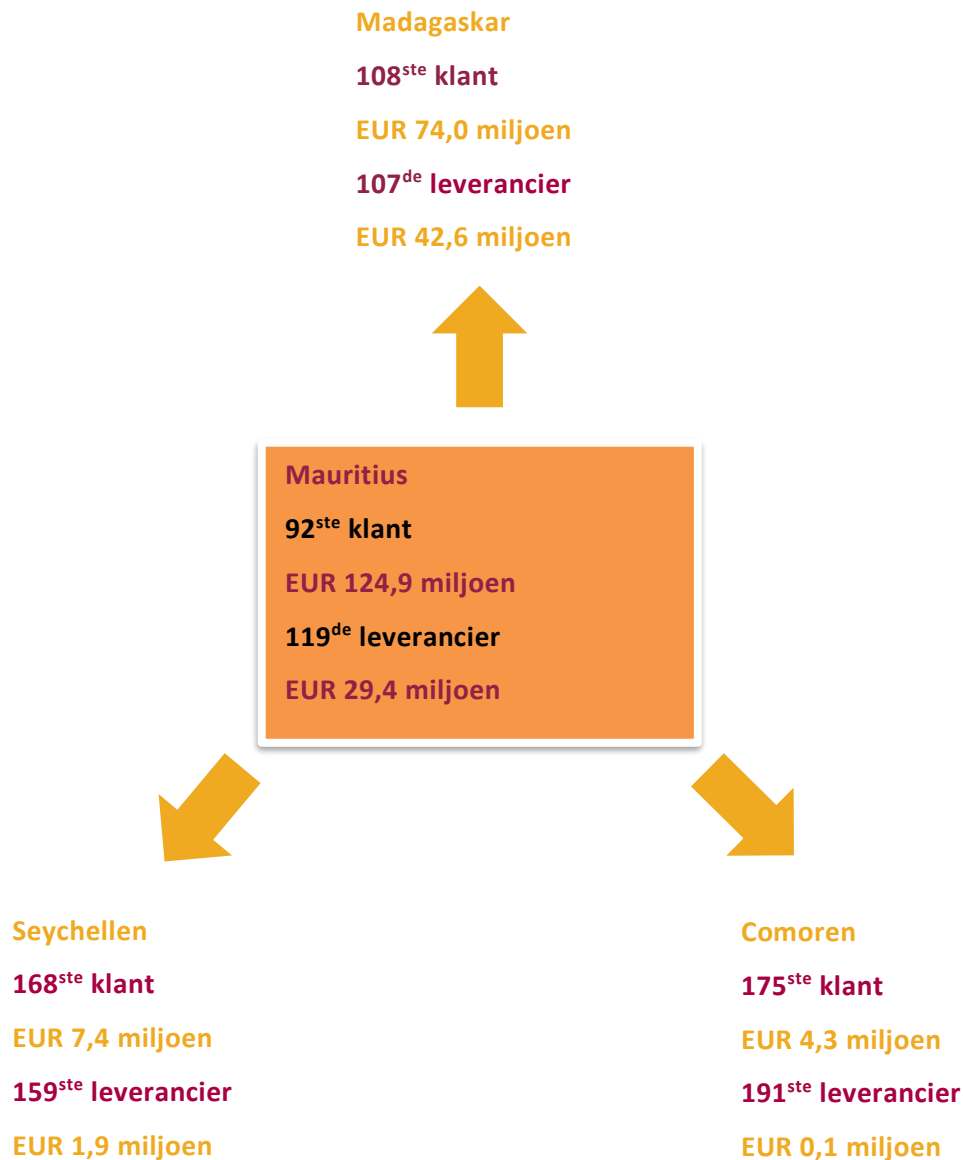 Madagaskar
108ste klant
EUR 74,0 miljoen
107de leverancier
EUR 42,6 miljoen
Mauritius
92ste klant
EUR 124,9 miljoen
119de leverancier
EUR 29,4 miljoen
Seychellen
168ste klant
EUR 7,4 miljoen
159ste leverancier
EUR 1,9 miljoen
Comoren
175ste klant
EUR 4,3 miljoen
191ste leverancier
EUR 0,1 miljoen